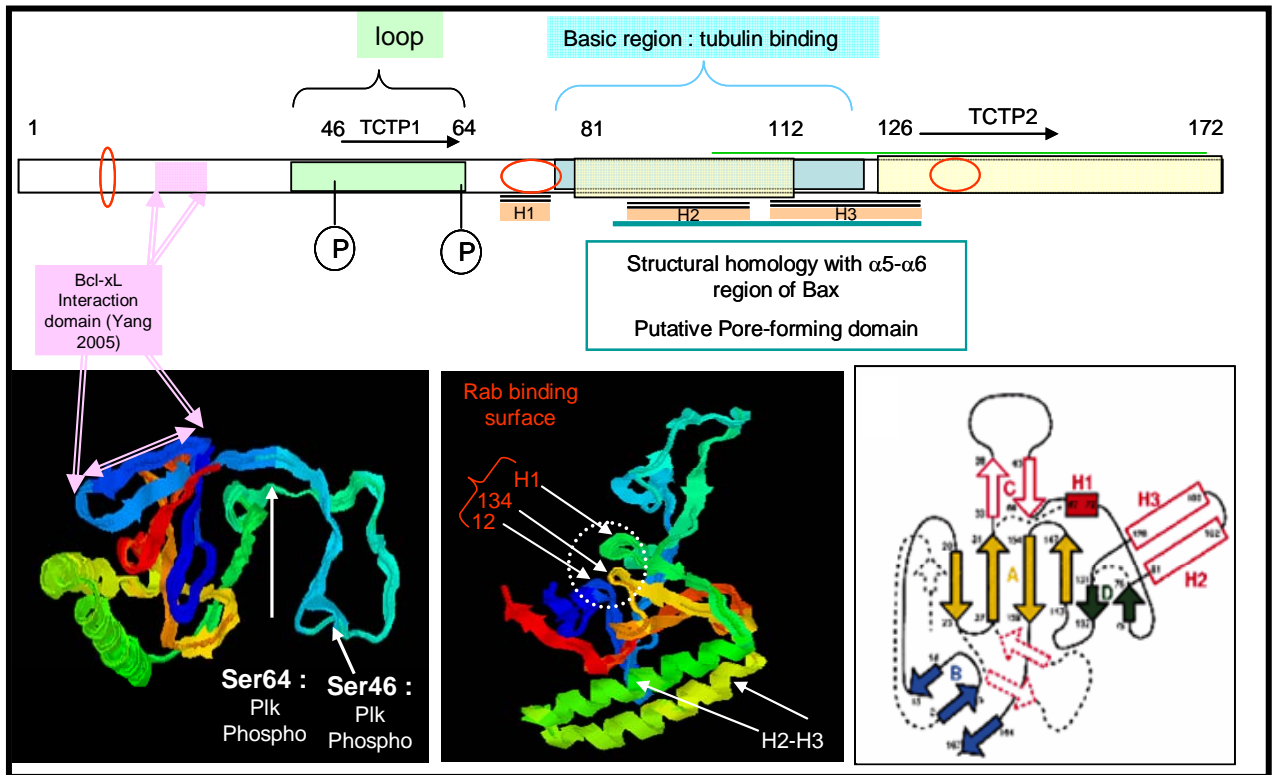 loop
Basic region : tubulin binding
1
46
TCTP1
64
81
112
126
TCTP2
172
P
P
H1
H2
H3
Bcl-xL
Interaction
domain (Yang
2005)
Structural homology with α5-α6
region of Bax
Putative Pore-forming domain
Ser64 :
Plk
Phospho
Ser46 :
Plk
Phospho
Rab binding
surface
H1
134
12
H2-H3
C
H1
H3
H2
A
D
B